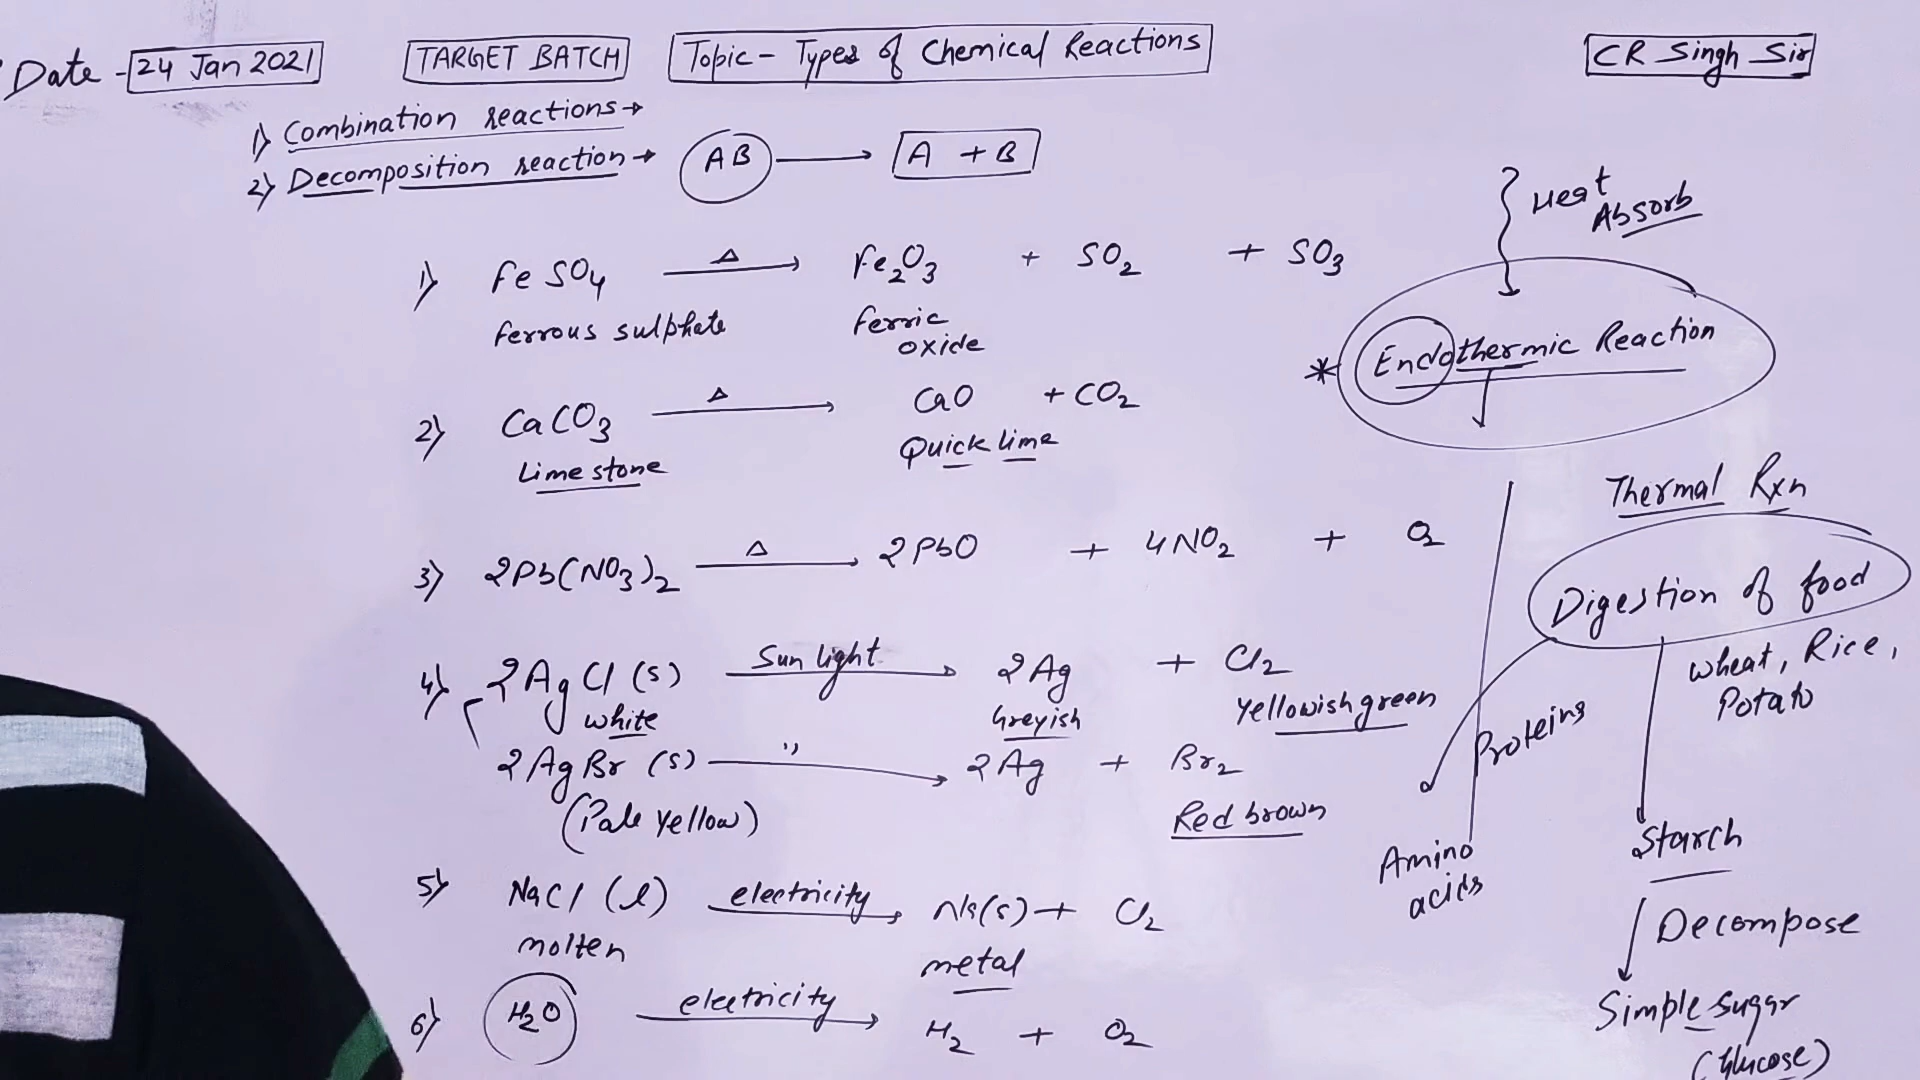 Date - 24 Jan 2021 TARGET BATCH Topic - Types of Chemical Reactions CR Singh Sir
1) Combination reactions →
2) Decomposition reaction → AB → A + B
Heat Absorb
1) FeSO4 Δ→ Fe2O3 + SO2 + SO3
Ferrous sulphate Ferric oxide
* Endothermic Reaction
2) CaCO3 Δ→ CaO + CO2
Lime stone Quick lime
Thermal Rxn
3) 2Pb(NO3)2 Δ→ 2PbO + 4NO2 + O2
Digestion of food
Wheat, Rice,
Potato
4) 2AgCl (s) Sun light→ 2Ag + Cl2
white Greyish Yellowish green
Proteins
2AgBr (s) "→ 2Ag + Br2
(Pale yellow) Red brown
Starch
Amino acids
5) NaCl (l) electricity→ Na(s) + Cl2
molten metal
Decompose
6) H2O electricity→ H2 + O2
Simple sugar
(Glucose)